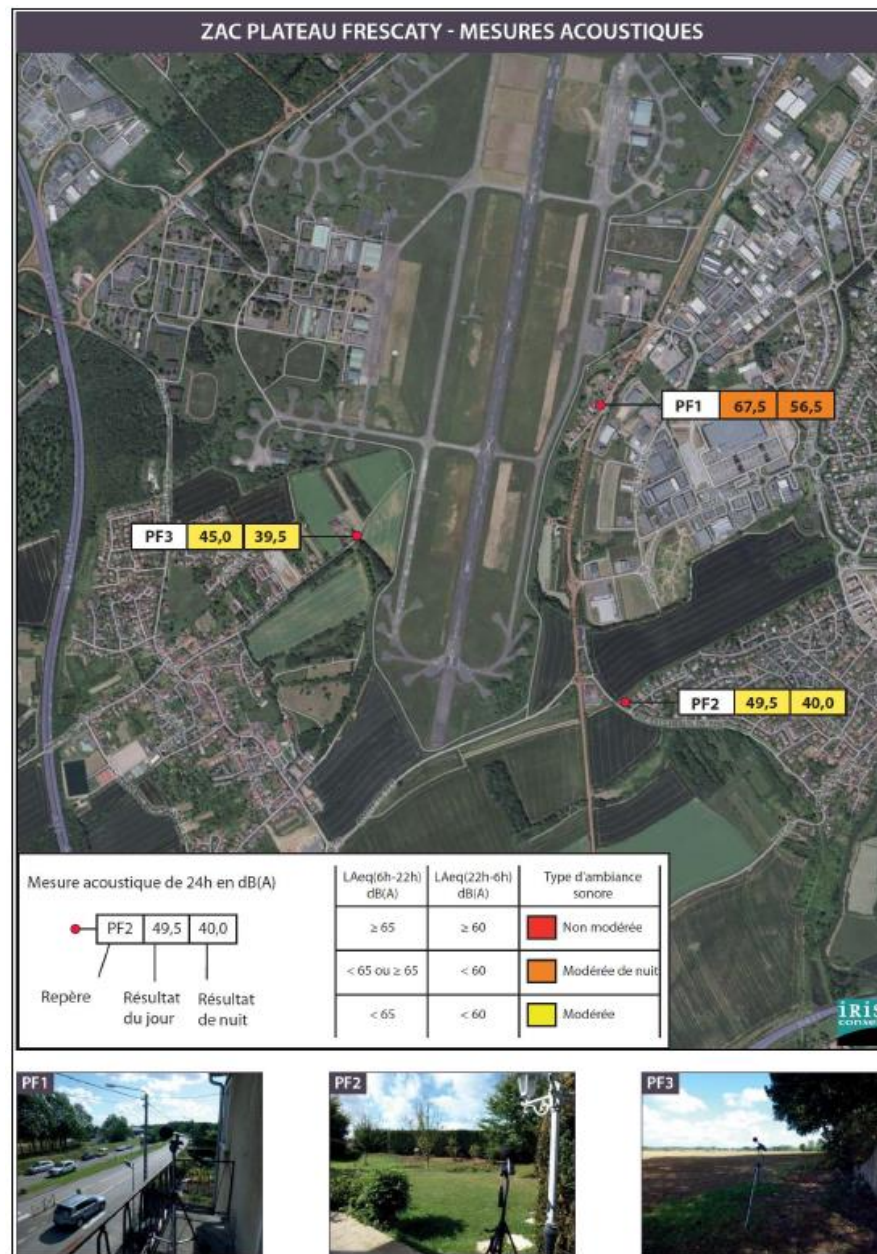 ZAC PLATEAU FRESCATY - MESURES ACOUSTIQUES
PF1 67,5 56,5
PF3 45,0 39,5
PF2 49,5 40,0
Mesure acoustique de 24h en dB(A)
PF2 49,5 40,0
Repère
Résultat du jour
Résultat de nuit
LAeq(6h-22h) dB(A)
LAeq(22h-6h) dB(A)
Type d'ambiance sonore
≥ 65 ≥ 60 Non modérée
< 65 ou ≥ 65 < 60 Modérée de nuit
< 65 < 60 Modérée
iRiS
conse
PF1
PF2
PF3